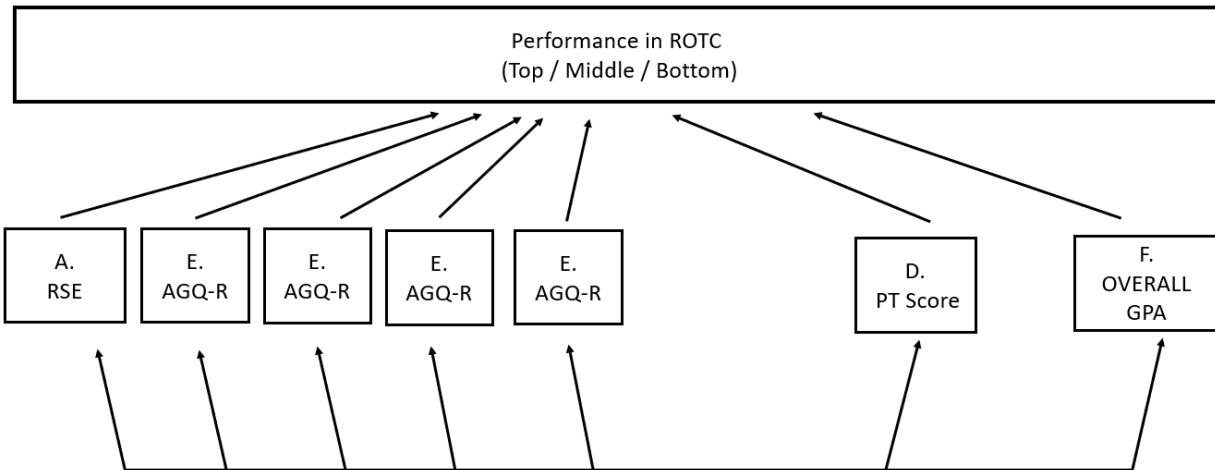 Performance in ROTC
(Top / Middle / Bottom)
A.
RSE
E.
AGQ-R
E.
AGQ-R
E.
AGQ-R
E.
AGQ-R
D.
PT Score
F.
OVERALL
GPA